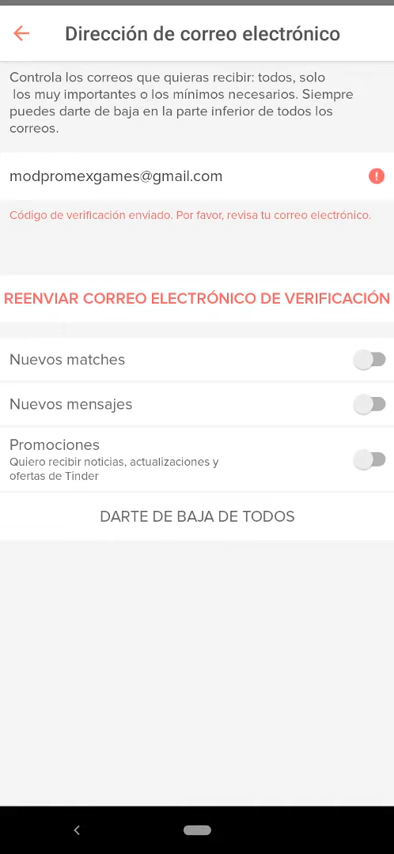 Dirección de correo electrónico
Controla los correos que quieras recibir: todos, solo
los muy importantes o los mínimos necesarios. Siempre
puedes darte de baja en la parte inferior de todos los
correos.
modpromexgames@gmail.com
Código de verificación enviado. Por favor, revisa tu correo electrónico.
REENVIAR CORREO ELECTRÓNICO DE VERIFICACIÓN
Nuevos matches
Nuevos mensajes
Promociones
Quiero recibir noticias, actualizaciones y
ofertas de Tinder
DARTE DE BAJA DE TODOS